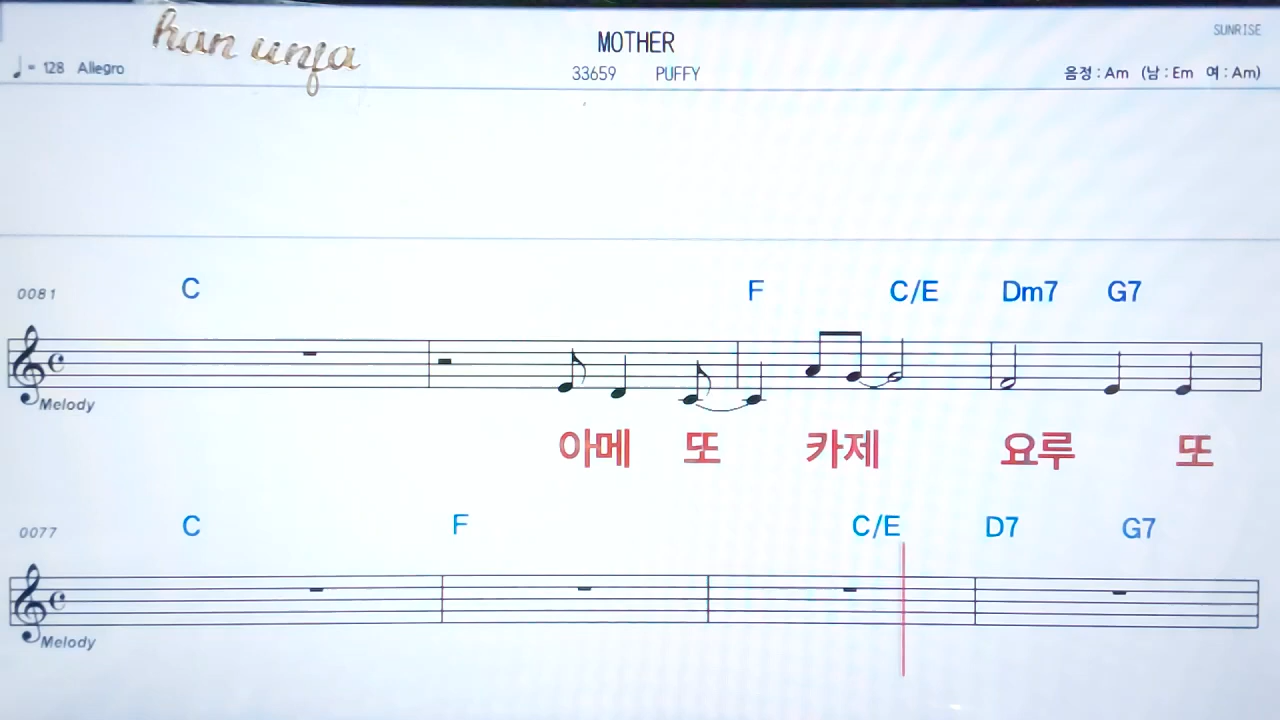 han unja
MOTHER
SUNRISE
♩= 128 Allegro
33659 PUFFY
음정 : Am (남 : Em 여 : Am)
0081 C F C/E Dm7 G7
Melody
아메 또 카제 요루 또
0077 C F C/E D7 G7
Melody